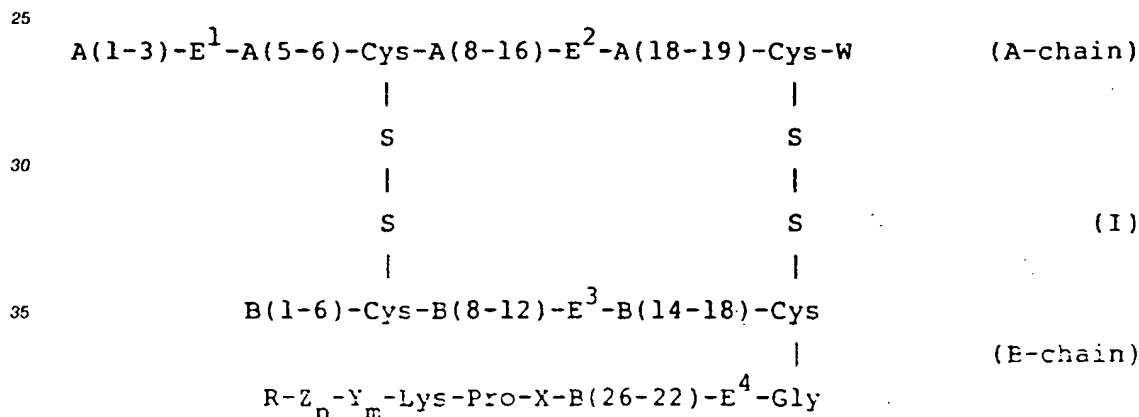 25
A(1-3)-E¹-A(5-6)-Cys-A(8-16)-E²-A(18-19)-Cys-W (A-chain)
| |
S S
30
| |
S S (I)
| |
35 B(1-6)-Cys-B(8-12)-E³-B(14-18)-Cys
| (B-chain)
R-Zₙ-Yₘ-Lys-Pro-X-B(26-22)-E⁴-Gly